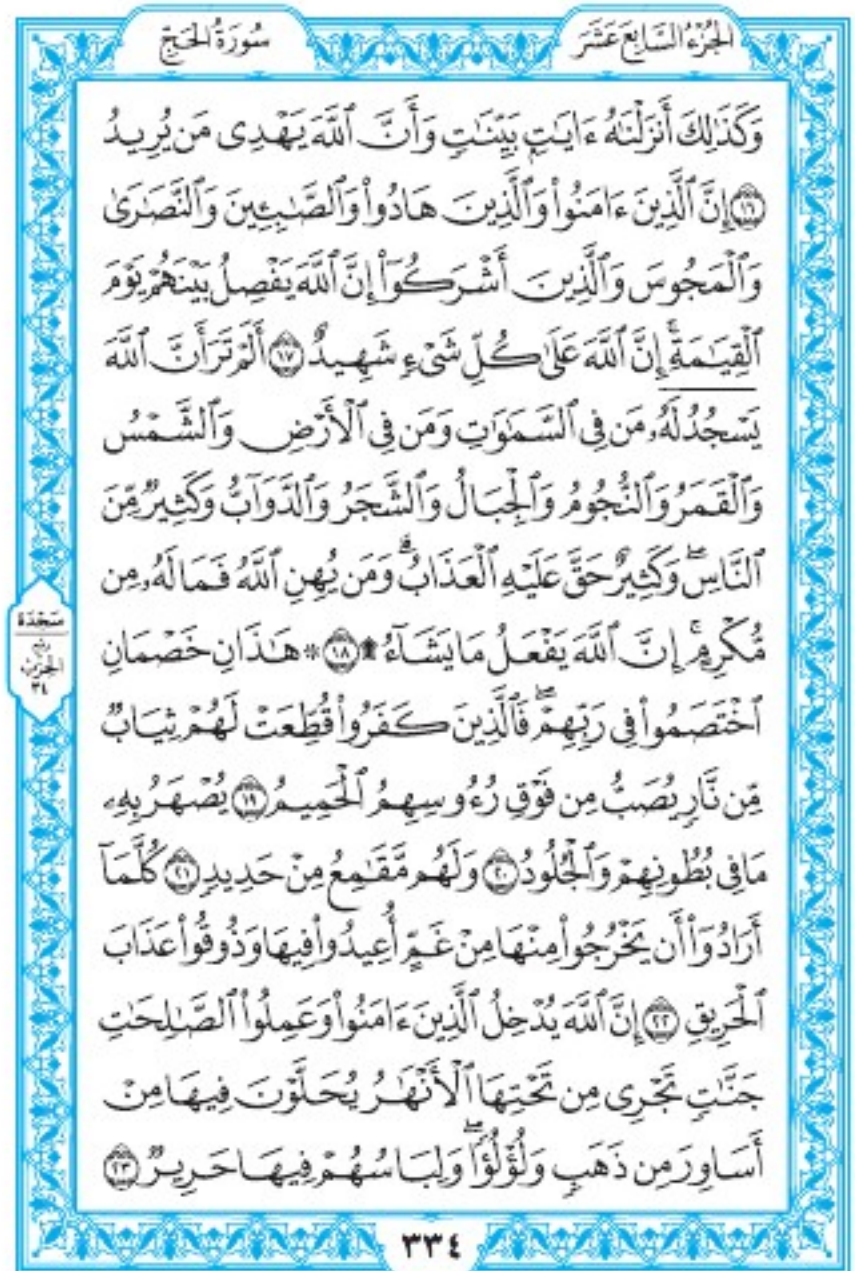 سُورَةُ الحَجِّ
الجُزْءُ السَّابِعَ عَشَرَ
وَكَذَٰلِكَ أَنزَلْنَٰهُ ءَايَٰتِۭ بَيِّنَٰتٖ وَأَنَّ ٱللَّهَ يَهْدِي مَن يُرِيدُ
١٦ إِنَّ ٱلَّذِينَ ءَامَنُواْ وَٱلَّذِينَ هَادُواْ وَٱلصَّٰبِـِٔينَ وَٱلنَّصَٰرَىٰ
وَٱلْمَجُوسَ وَٱلَّذِينَ أَشْرَكُوٓاْ إِنَّ ٱللَّهَ يَفْصِلُ بَيْنَهُمْ يَوْمَ
ٱلْقِيَٰمَةِۚ إِنَّ ٱللَّهَ عَلَىٰ كُلِّ شَيْءٖ شَهِيدٌ ١٧ أَلَمْ تَرَ أَنَّ ٱللَّهَ
يَسْجُدُ لَهُۥ مَن فِي ٱلسَّمَٰوَٰتِ وَمَن فِي ٱلْأَرْضِ وَٱلشَّمْسُ
وَٱلْقَمَرُ وَٱلنُّجُومُ وَٱلْجِبَالُ وَٱلشَّجَرُ وَٱلدَّوَآبُّ وَكَثِيرٞ مِّنَ
ٱلنَّاسِۖ وَكَثِيرٌ حَقَّ عَلَيْهِ ٱلْعَذَابُۗ وَمَن يُهِنِ ٱللَّهُ فَمَا لَهُۥ مِن
مُّكْرِمٍۚ إِنَّ ٱللَّهَ يَفْعَلُ مَا يَشَآءُ ۩ ١٨ ۞ هَٰذَانِ خَصْمَانِ
ٱخْتَصَمُواْ فِي رَبِّهِمْۖ فَٱلَّذِينَ كَفَرُواْ قُطِّعَتْ لَهُمْ ثِيَابٞ
مِّن نَّارٖ يُصَبُّ مِن فَوْقِ رُءُوسِهِمُ ٱلْحَمِيمُ ١٩ يُصْهَرُ بِهِۦ
مَا فِي بُطُونِهِمْ وَٱلْجُلُودُ ٢٠ وَلَهُم مَّقَٰمِعُ مِنْ حَدِيدٖ ٢١ كُلَّمَآ
أَرَادُوٓاْ أَن يَخْرُجُواْ مِنْهَا مِنْ غَمٍّ أُعِيدُواْ فِيهَا وَذُوقُواْ عَذَابَ
ٱلْحَرِيقِ ٢٢ إِنَّ ٱللَّهَ يُدْخِلُ ٱلَّذِينَ ءَامَنُواْ وَعَمِلُواْ ٱلصَّٰلِحَٰتِ
جَنَّٰتٖ تَجْرِي مِن تَحْتِهَا ٱلْأَنْهَٰرُ يُحَلَّوْنَ فِيهَا مِنْ
أَسَاوِرَ مِن ذَهَبٖ وَلُؤْلُؤٗاۖ وَلِبَاسُهُمْ فِيهَا حَرِيرٞ ٢٣
سَجْدَة
الحِزْب
٣٤
٣٣٤